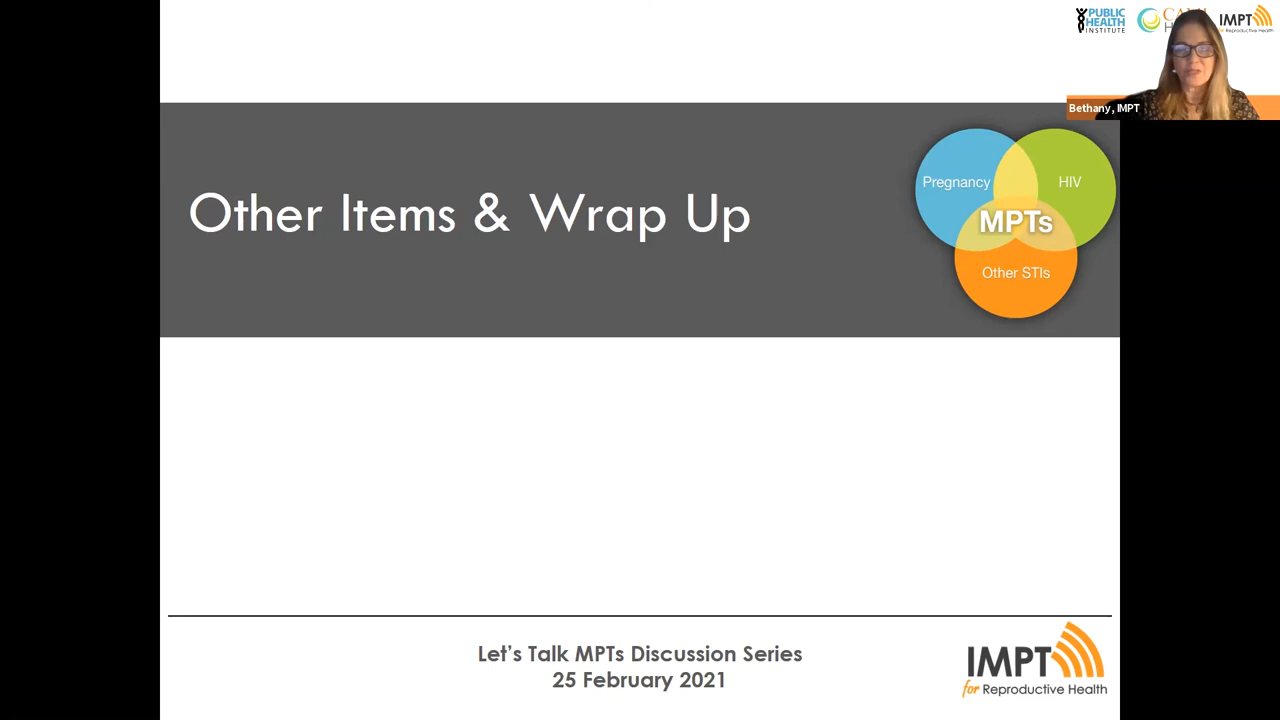 PUBLIC
HEALTH
INSTITUTE
IMPT
for Reproductive Health
Bethany, IMPT
Other Items & Wrap Up
Pregnancy
HIV
MPTs
Other STIs
Let's Talk MPTs Discussion Series
25 February 2021
IMPT
for Reproductive Health